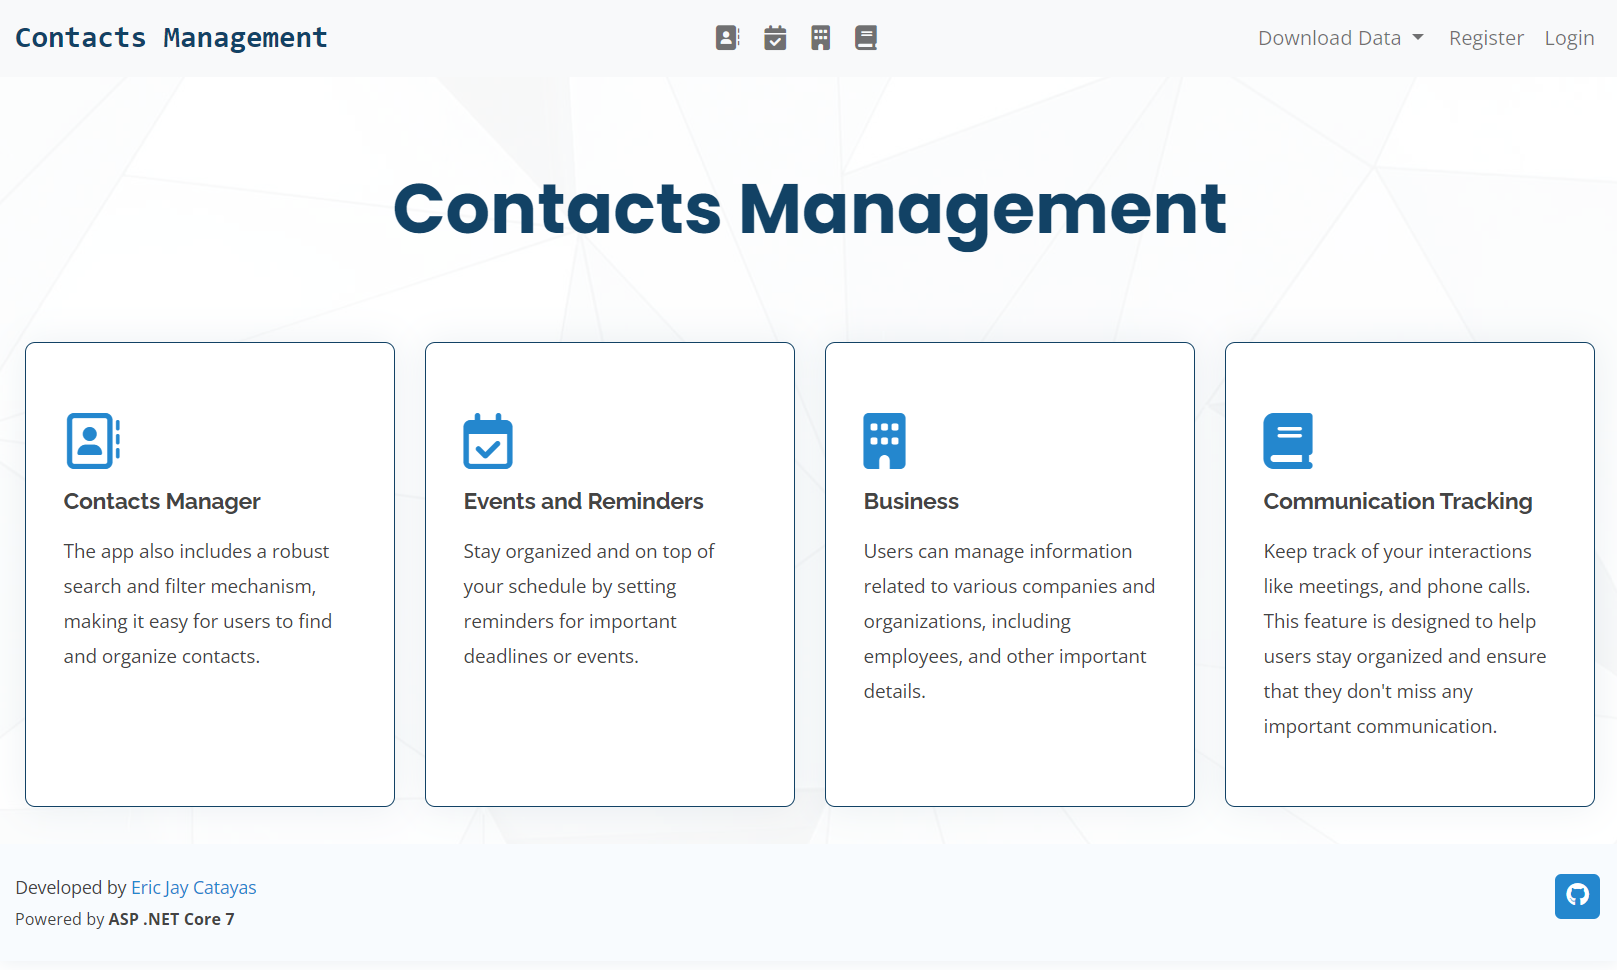 Contacts Management
Download Data
Register
Login
Contacts Management
Contacts Manager
The app also includes a robust
search and filter mechanism,
making it easy for users to find
and organize contacts.
Events and Reminders
Stay organized and on top of
your schedule by setting
reminders for important
deadlines or events.
Business
Users can manage information
related to various companies and
organizations, including
employees, and other important
details.
Communication Tracking
Keep track of your interactions
like meetings, and phone calls.
This feature is designed to help
users stay organized and ensure
that they don't miss any
important communication.
Developed by Eric Jay Catayas
Powered by ASP .NET Core 7